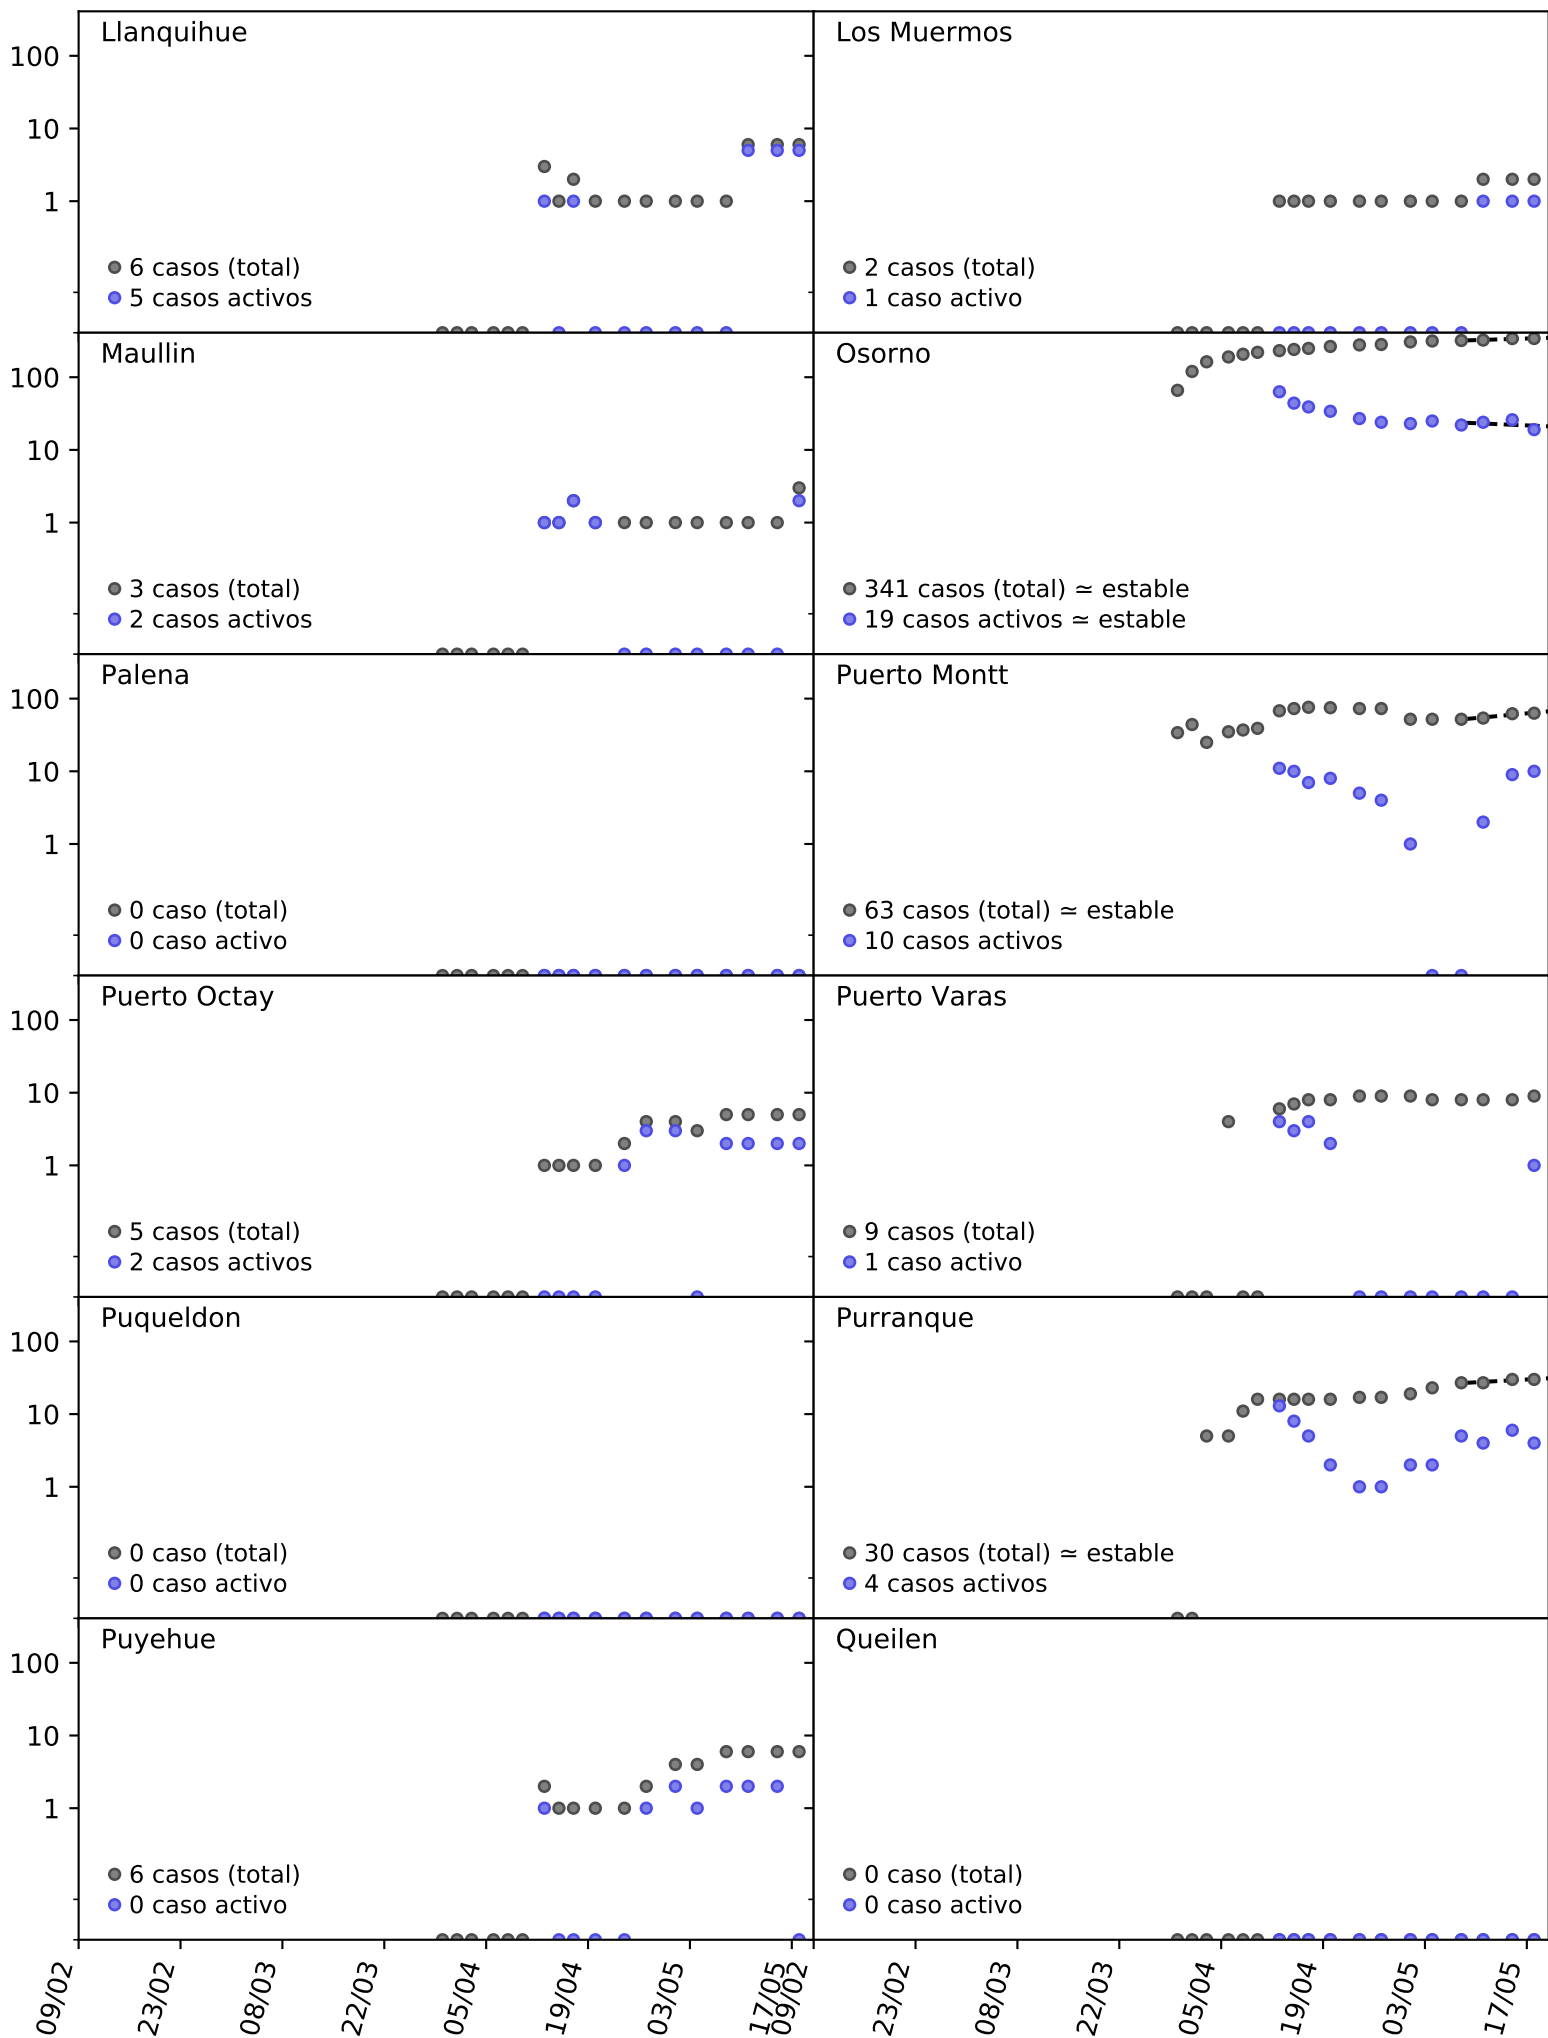 Llanquihue
Los Muermos
100
10
1
6 casos (total)
5 casos activos
2 casos (total)
1 caso activo
Maullin
Osorno
100
10
1
3 casos (total)
2 casos activos
341 casos (total) ≃ estable
19 casos activos ≃ estable
Palena
Puerto Montt
100
10
1
0 caso (total)
0 caso activo
63 casos (total) ≃ estable
10 casos activos
Puerto Octay
Puerto Varas
100
10
1
5 casos (total)
2 casos activos
9 casos (total)
1 caso activo
Puqueldon
Purranque
100
10
1
0 caso (total)
0 caso activo
30 casos (total) ≃ estable
4 casos activos
Puyehue
Queilen
100
10
1
6 casos (total)
0 caso activo
0 caso (total)
0 caso activo
09/02 23/02 08/03 22/03 05/04 19/04 03/05 17/05 09/02 23/02 08/03 22/03 05/04 19/04 03/05 17/05